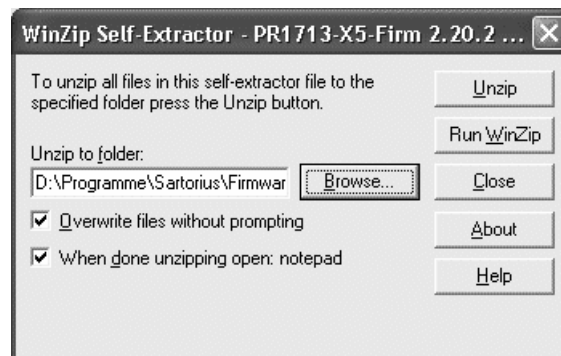 WinZip Self-Extractor - PR1713-X5-Firm 2.20.2 ...
To unzip all files in this self-extractor file to the
specified folder press the Unzip button.
Unzip to folder:
D:\Programme\Sartorius\Firmwar
Browse...
Overwrite files without prompting
When done unzipping open: notepad
Unzip
Run WinZip
Close
About
Help